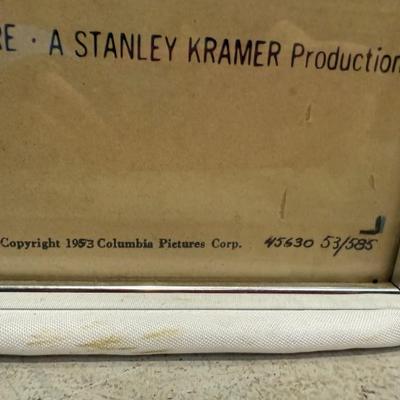 RE · A STANLEY KRAMER Production
Copyright 1953 Columbia Pictures Corp. 45630 53/585